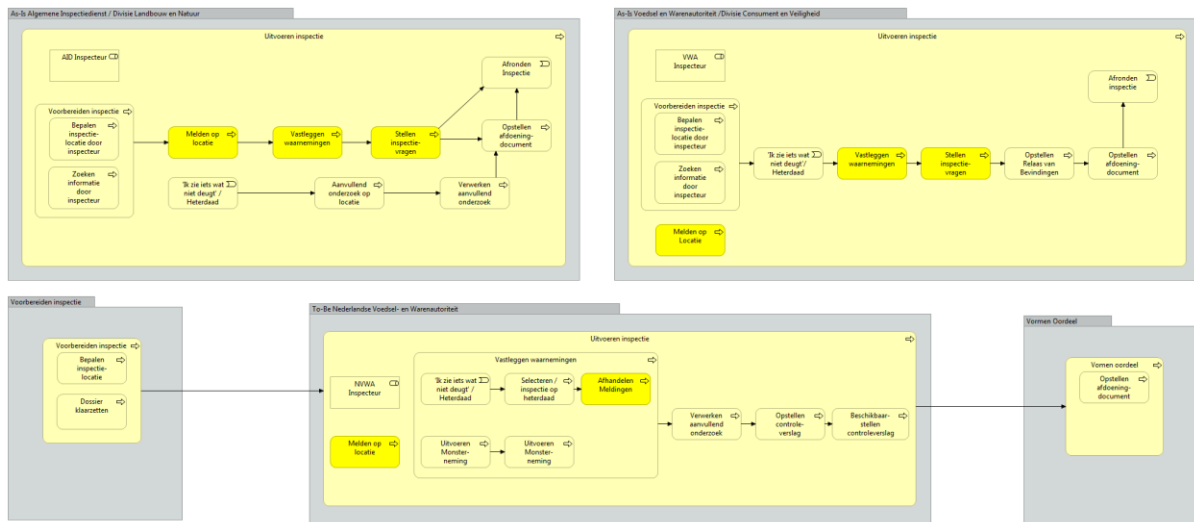 As-Is Algemene Inspectiedienst / Divisie Landbouw en Natuur
Uitvoeren inspectie
AID Inspecteur
Afronden
Inspectie
Voorbereiden inspectie
Bepalen
inspectie-
locatie door
inspecteur
Zoeken
informatie
door
inspecteur
Melden op
locatie
Vastleggen
waarnemingen
Stellen
inspectie-
vragen
Opstellen
afdoening-
document
'Ik zie iets wat
niet deugt' /
Heterdaad
Aanvullend
onderzoek op
locatie
Verwerken
aanvullend
onderzoek
As-Is Voedsel en Warenautoriteit /Divisie Consument en Veiligheid
Uitvoeren inspectie
VWA
Inspecteur
Afronden
inspectie
Voorbereiden inspectie
Bepalen
inspectie-
locatie door
inspecteur
Zoeken
informatie
door
inspecteur
'Ik zie iets wat
niet deugt'/
Heterdaad
Vastleggen
waarnemingen
Stellen
inspectie-
vragen
Opstellen
Relaas van
Bevindingen
Opstellen
afdoening-
document
Melden op
Locatie
Voorbereiden inspectie
Voorbereiden inspectie
Bepalen
inspectie-
locatie
Dossier
klaarzetten
To-Be Nederlandse Voedsel- en Warenautoriteit
Uitvoeren inspectie
NVWA
Inspecteur
Melden op
locatie
Vastleggen waarnemingen
'Ik zie iets wat
niet deugt' /
Heterdaad
Selecteren /
inspectie op
heterdaad
Afhandelen
Meldingen
Uitvoeren
Monster-
neming
Uitvoeren
Monster-
neming
Verwerken
aanvullend
onderzoek
Opstellen
controle-
verslag
Beschikbaar-
stellen
controleverslag
Vormen Oordeel
Vornen oordeel
Opstellen
afdoening-
document